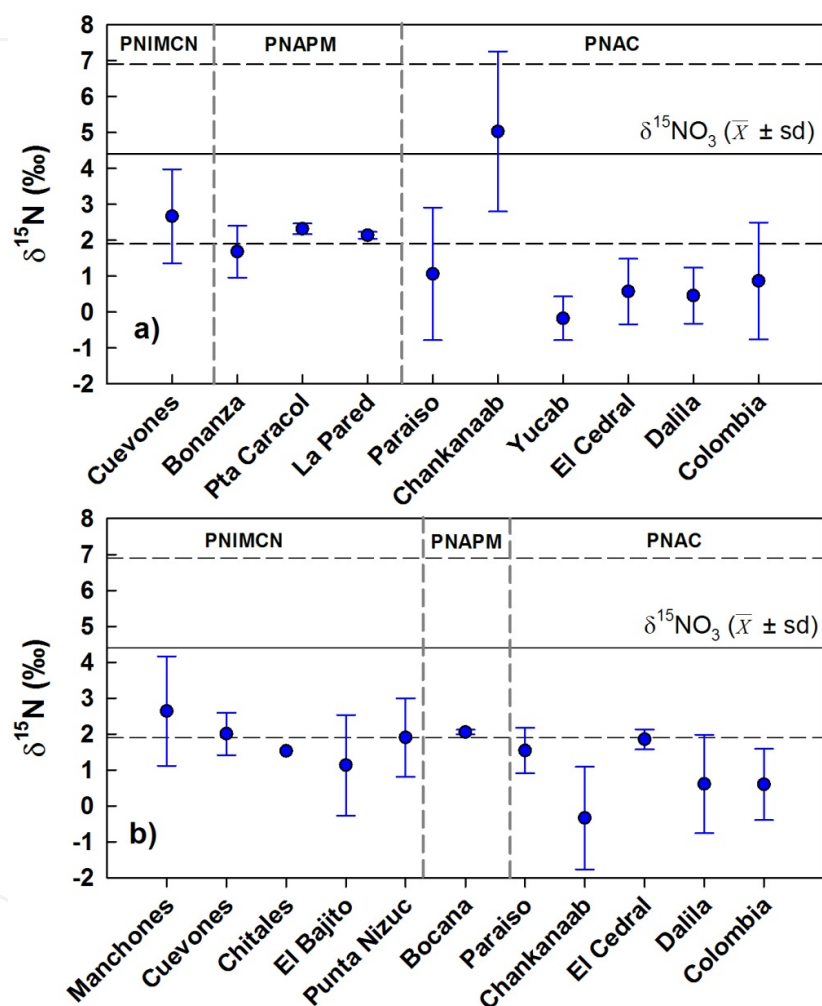 PNIMCN PNAPM PNAC
δ¹⁵NO₃ (X̅ ± sd)
δ¹⁵N (‰)
8
7
6
5
4
3
2
1
0
-1
-2
a)
Cuevones
Bonanza
Pta Caracol
La Pared
Paraiso
Chankanaab
Yucab
El Cedral
Dalila
Colombia
PNIMCN PNAPM PNAC
δ¹⁵NO₃ (X̅ ± sd)
δ¹⁵N (‰)
8
7
6
5
4
3
2
1
0
-1
-2
b)
Manchones
Cuevones
Chitales
El Bajito
Punta Nizuc
Bocana
Paraiso
Chankanaab
El Cedral
Dalila
Colombia